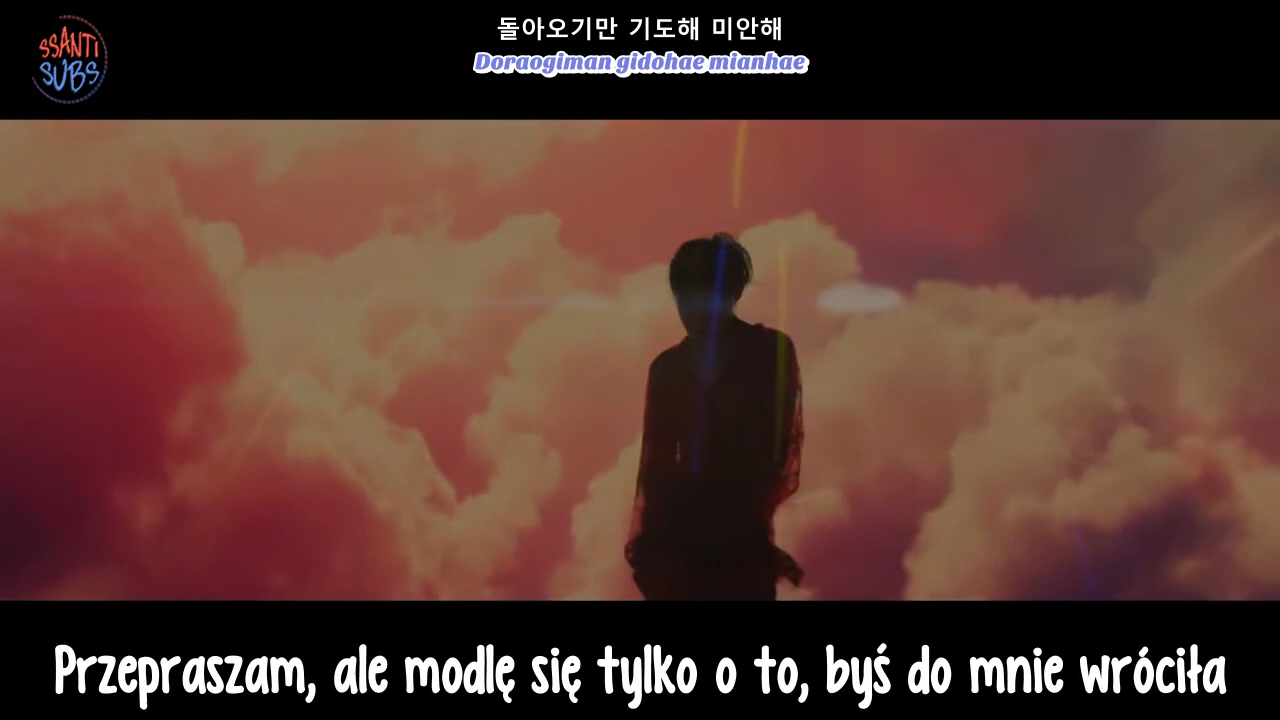 SSANTI
SUBS
돌아오기만 기도해 미안해
Doraogiman gidohae mianhae
Przepraszam, ale modlę się tylko o to, byś do mnie wróciła